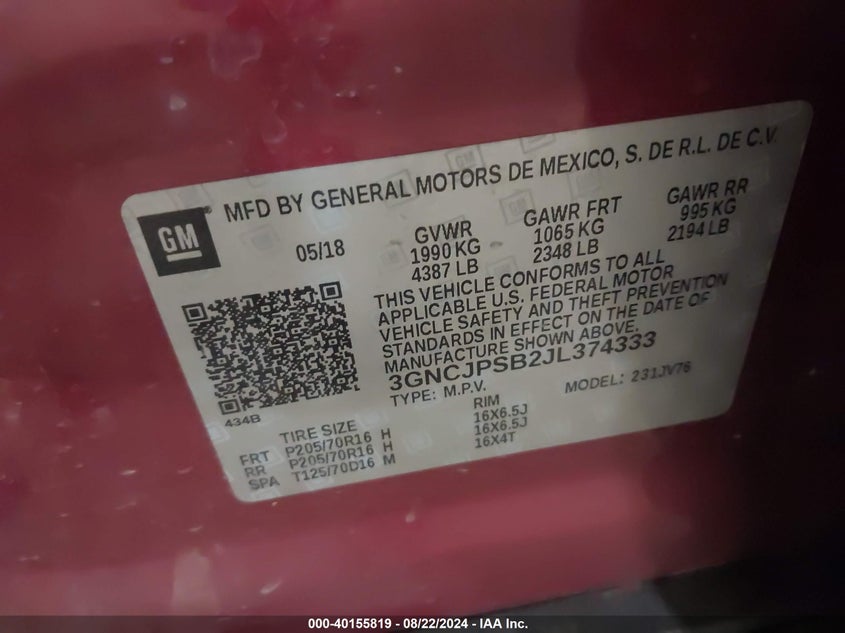 MFD BY GENERAL MOTORS DE MEXICO, S. DE R.L. DE C.V.
GM®
05/18
GVWR
1990 KG
4387 LB
GAWR FRT
1065 KG
2348 LB
GAWR RR
995 KG
2194 LB
THIS VEHICLE CONFORMS TO ALL
APPLICABLE U.S. FEDERAL MOTOR
VEHICLE SAFETY AND THEFT PREVENTION
STANDARDS IN EFFECT ON THE DATE OF
MANUFACTURE SHOWN ABOVE.
3GNCJPSB2JL374333
TYPE: M.P.V. MODEL: 231JV76
434B
TIRE SIZE RIM
FRT P205/70R16 H 16X6.5J
RR P205/70R16 H 16X6.5J
SPA T125/70D16 M 16X4T
000-40155819 - 08/22/2024 - IAA Inc.